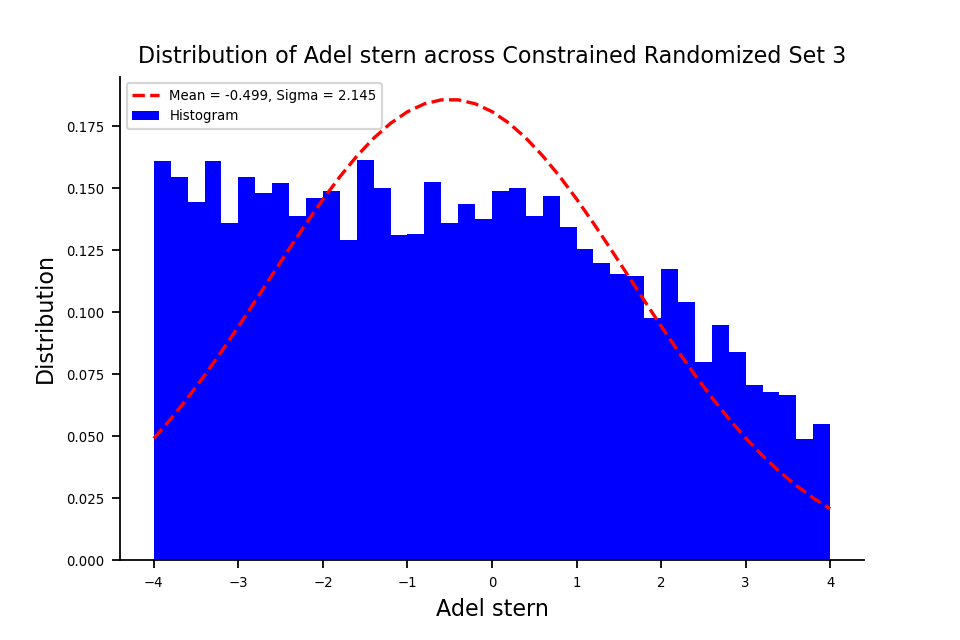 Distribution of Adel stern across Constrained Randomized Set 3
Mean = -0.499, Sigma = 2.145
Histogram
Distribution
0.175
0.150
0.125
0.100
0.075
0.050
0.025
0.000
−4 −3 −2 −1 0 1 2 3 4
Adel stern